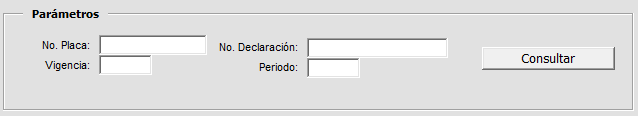 Parámetros
No. Placa: No. Declaración:
Consultar
Vigencia: Periodo: